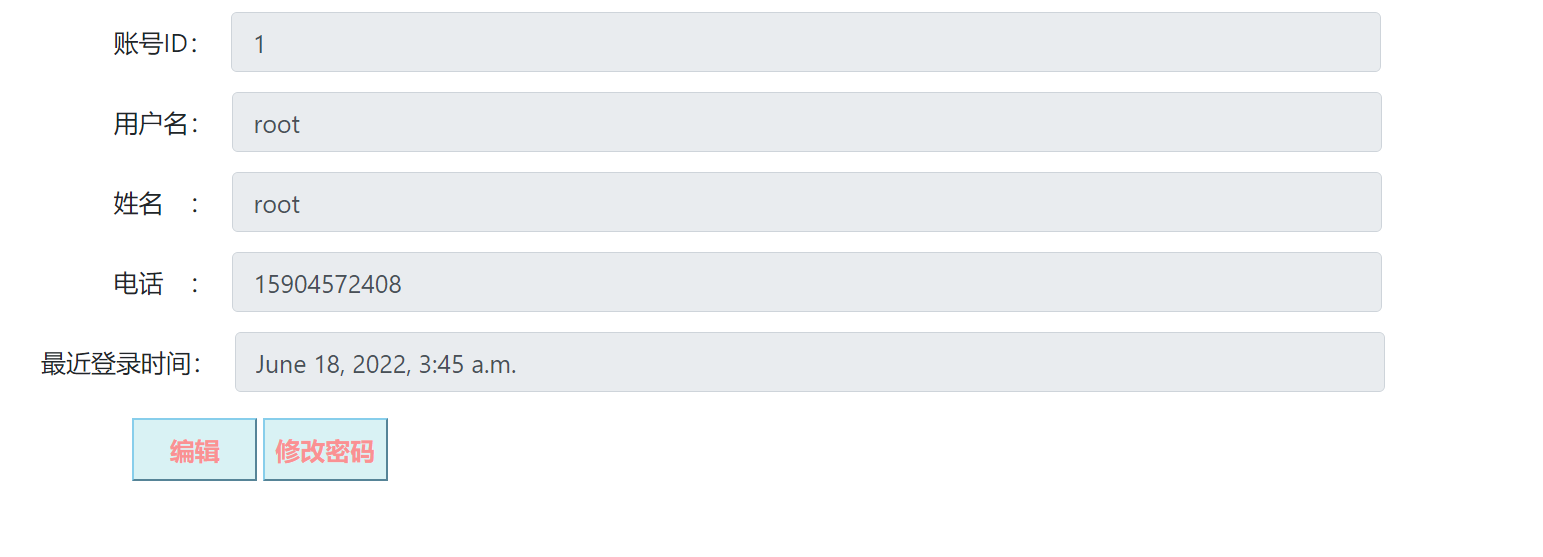 账号ID： 1
用户名： root
姓名 ： root
电话 ： 15904572408
最近登录时间： June 18, 2022, 3:45 a.m.
编辑 修改密码